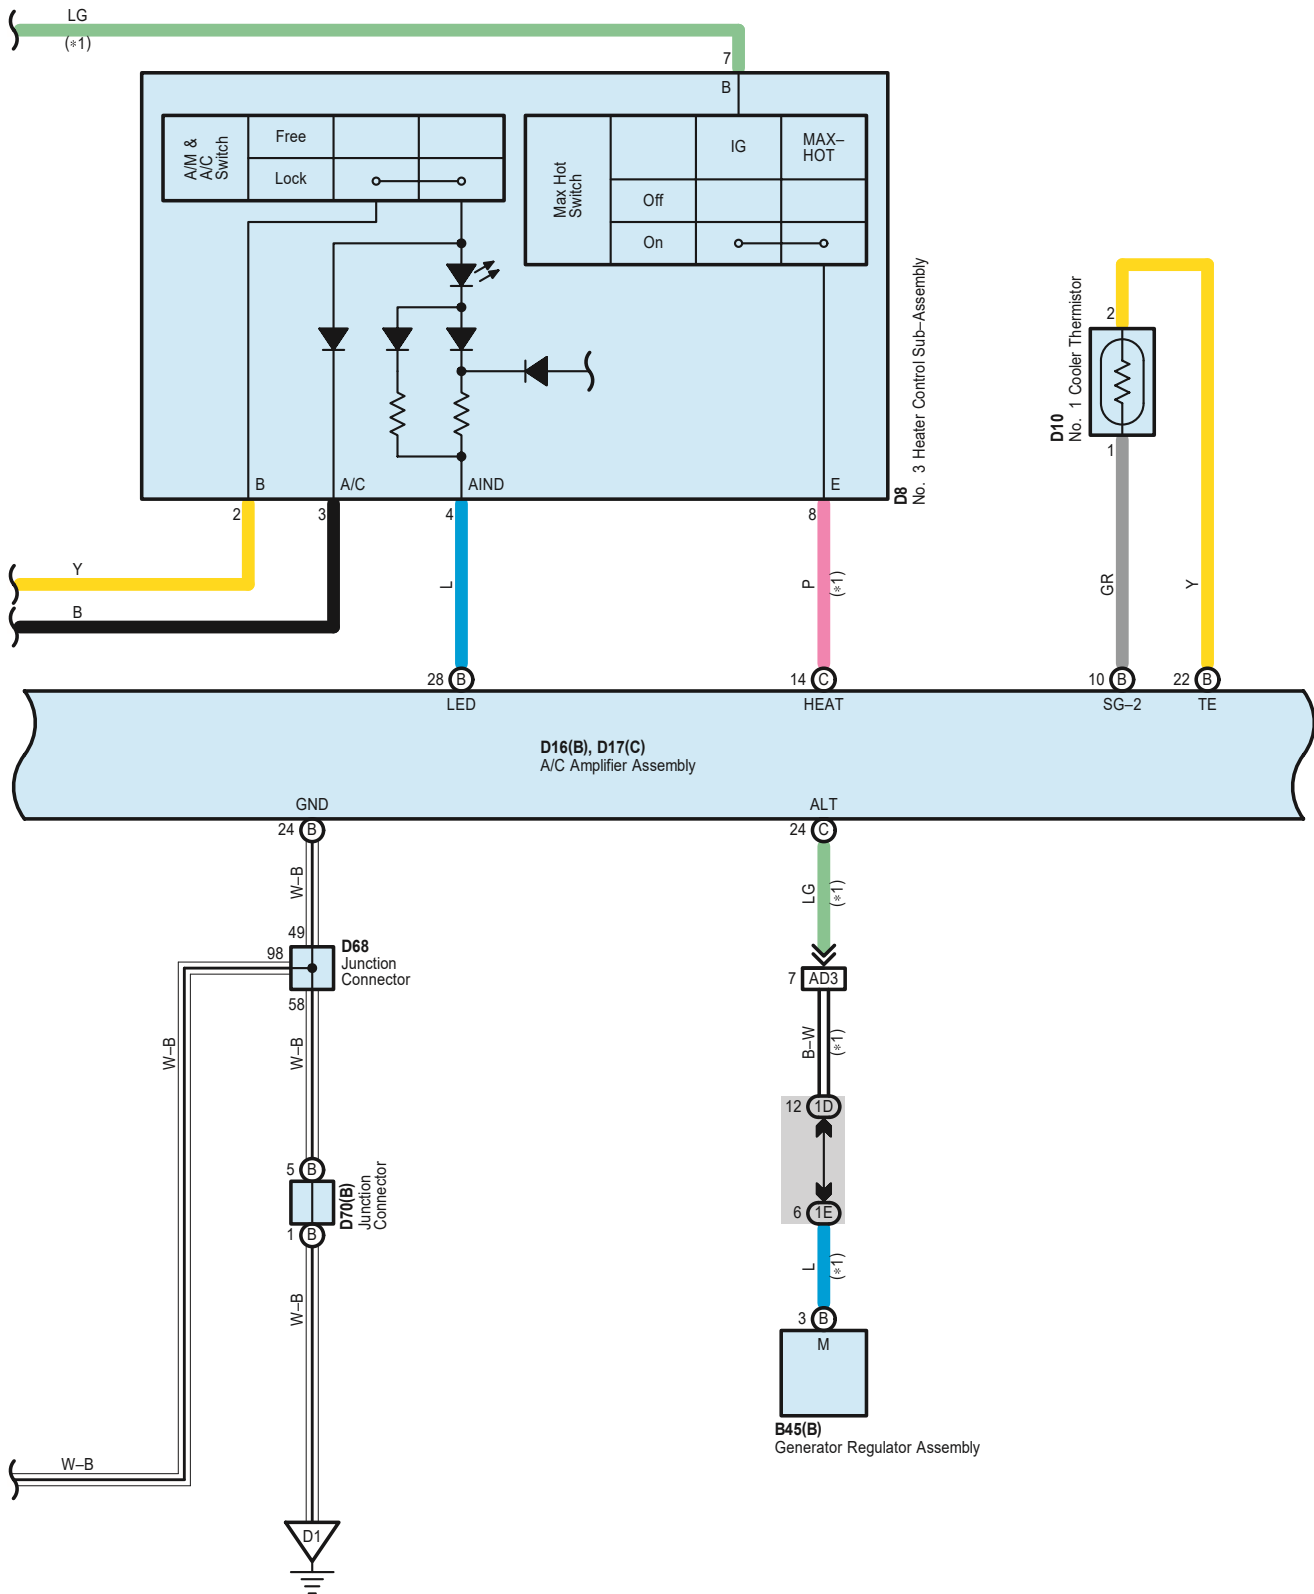 LG
(*1)
7
B
A/M &
A/C
Switch
Free
Lock
Max Hot
Switch
IG
MAX–
HOT
Off
On
B
A/C
AIND
E
D8
No. 3 Heater Control Sub–Assembly
2
3
4
8
D10
No. 1 Cooler Thermistor
2
1
Y
B
L
P
(*1)
GR
Y
28 B
14 C
10 B
22 B
LED
HEAT
SG–2
TE
D16(B), D17(C)
A/C Amplifier Assembly
GND
ALT
24 B
24 C
W–B
LG
(*1)
49
98
D68
Junction
Connector
58
7 AD3
W–B
W–B
B–W
(*1)
12 1D
5 B
D70(B)
Junction
Connector
1 B
6 1E
W–B
L
(*1)
3 B
M
B45(B)
Generator Regulator Assembly
W–B
D1